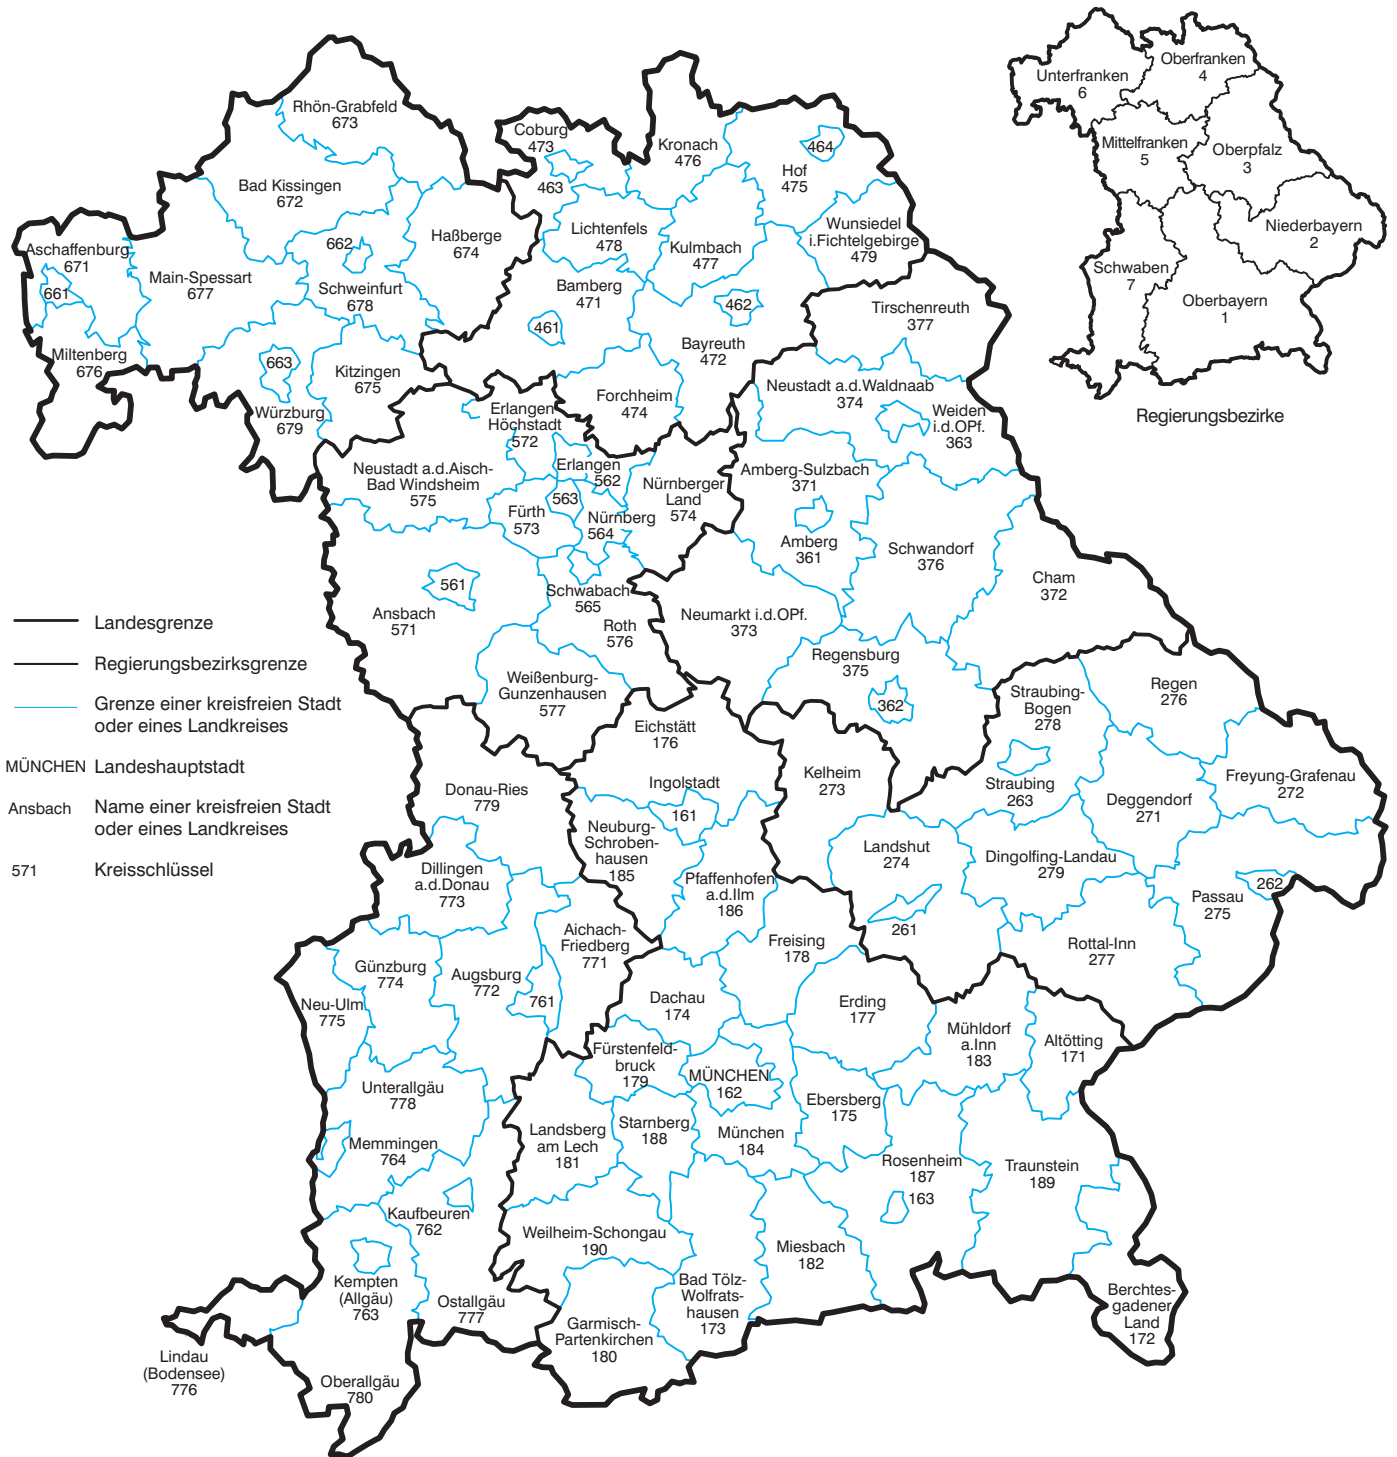 Rhön-Grabfeld
673
Coburg
473
463
Kronach
476
464
Hof
475
Bad Kissingen
672
Haßberge
674
Lichtenfels
478
Kulmbach
477
Wunsiedel
i.Fichtelgebirge
479
Aschaffenburg
671
661
Main-Spessart
677
662
Schweinfurt
678
Bamberg
471
461
462
Bayreuth
472
Tirschenreuth
377
Miltenberg
676
663
Würzburg
679
Kitzingen
675
Forchheim
474
Neustadt a.d.Waldnaab
374
Weiden
i.d.OPf.
363
Erlangen
Höchstadt
572
Neustadt a.d.Aisch-
Bad Windsheim
575
Erlangen
562
563
Fürth
573
Nürnberg
564
Nürnberger
Land
574
Amberg-Sulzbach
371
Amberg
361
Schwandorf
376
Cham
372
561
Ansbach
571
Schwabach
565
Roth
576
Neumarkt i.d.OPf.
373
Weißenburg-
Gunzenhausen
577
Regensburg
375
362
Straubing-
Bogen
278
Regen
276
Eichstätt
176
Ingolstadt
161
Kelheim
273
Straubing
263
Deggendorf
271
Freyung-Grafenau
272
Donau-Ries
779
Neuburg-
Schroben-
hausen
185
Landshut
274
Dingolfing-Landau
279
Dillingen
a.d.Donau
773
Pfaffenhofen
a.d.Ilm
186
261
262
Passau
275
Aichach-
Friedberg
771
Freising
178
Rottal-Inn
277
Günzburg
774
Augsburg
772
761
Neu-Ulm
775
Dachau
174
Erding
177
Mühldorf
a.Inn
183
Altötting
171
Fürstenfeld-
bruck
179
MÜNCHEN
162
Ebersberg
175
Unterallgäu
778
Memmingen
764
Landsberg
am Lech
181
Starnberg
188
München
184
Rosenheim
187
163
Traunstein
189
Kaufbeuren
762
Weilheim-Schongau
190
Miesbach
182
Kempten
(Allgäu)
763
Ostallgäu
777
Bad Tölz-
Wolfrats-
hausen
173
Garmisch-
Partenkirchen
180
Berchtes-
gadener
Land
172
Lindau
(Bodensee)
776
Oberallgäu
780
Landesgrenze
Regierungsbezirksgrenze
Grenze einer kreisfreien Stadt
oder eines Landkreises
MÜNCHEN Landeshauptstadt
Ansbach Name einer kreisfreien Stadt
oder eines Landkreises
571 Kreisschlüssel
Unterfranken
6
Oberfranken
4
Mittelfranken
5
Oberpfalz
3
Niederbayern
2
Schwaben
7
Oberbayern
1
Regierungsbezirke